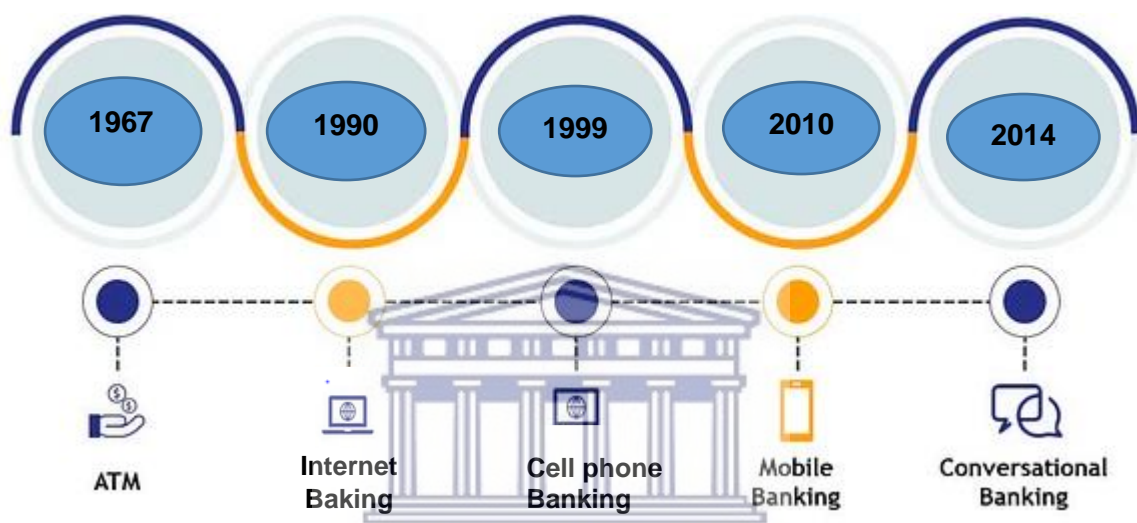 1967
1990
1999
2010
2014
ATM
Internet
Baking
Cell phone
Banking
Mobile
Banking
Conversational
Banking